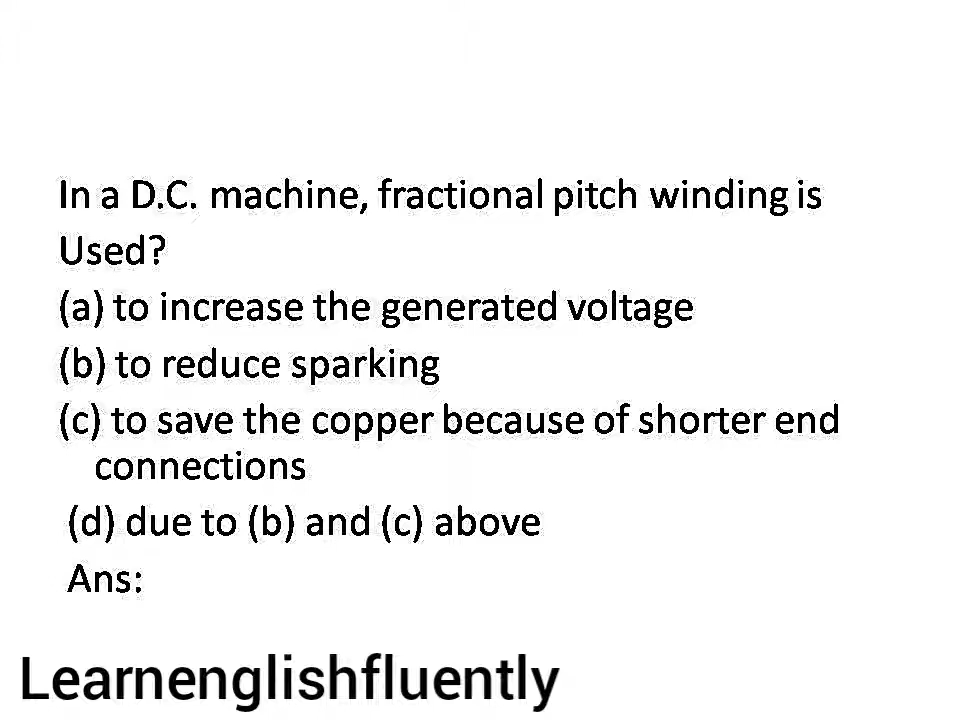 In a D.C. machine, fractional pitch winding is
Used?
(a) to increase the generated voltage
(b) to reduce sparking
(c) to save the copper because of shorter end
connections
(d) due to (b) and (c) above
Ans:
Learnenglishfluently